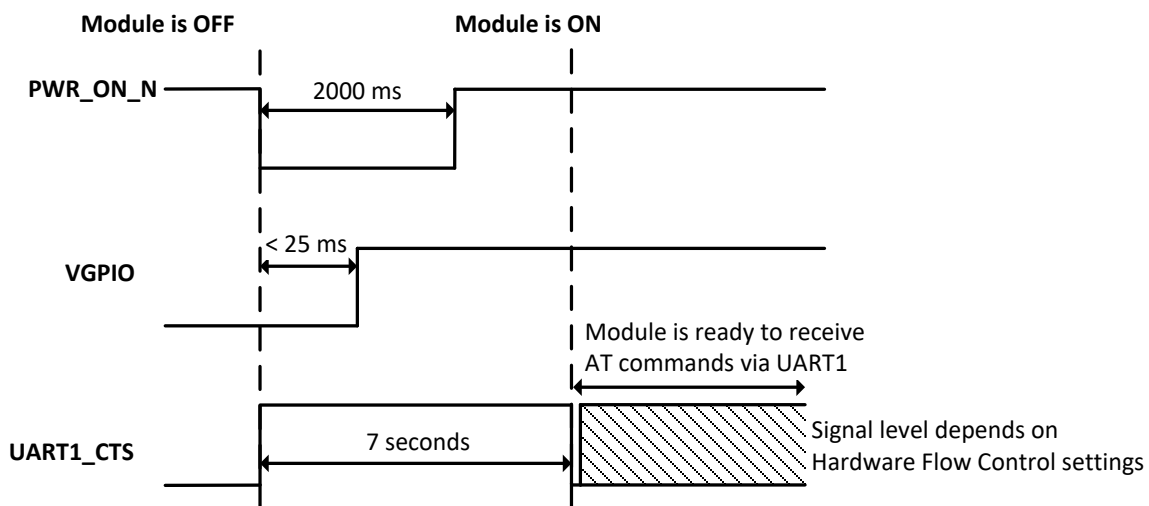 Module is OFF
Module is ON
PWR_ON_N
2000 ms
< 25 ms
VGPIO
Module is ready to receive
AT commands via UART1
UART1_CTS
7 seconds
Signal level depends on
Hardware Flow Control settings